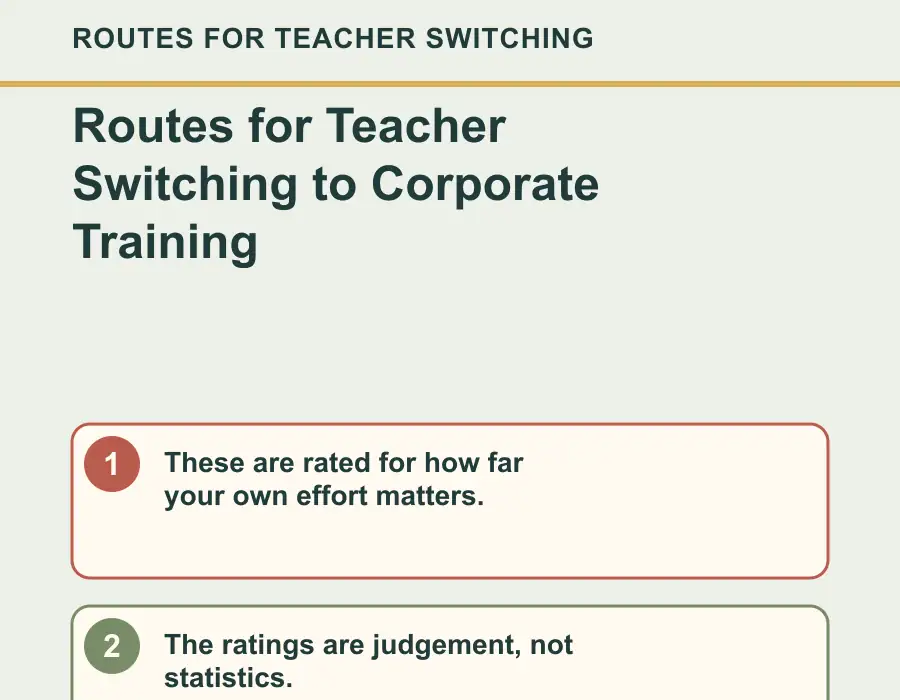 ROUTES FOR TEACHER SWITCHING
Routes for Teacher
Switching to Corporate
Training
1
These are rated for how far
your own effort matters.
2
The ratings are judgement, not
statistics.